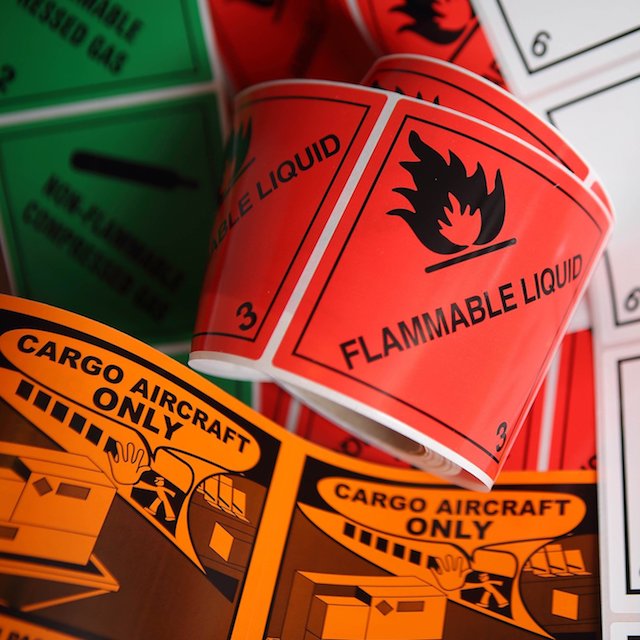 ABLE
ESSED GAS
2
NON-FLAMMABLE
COMPRESSED GAS
ABLE LIQUID
3
FLAMMABLE LIQUID
3
6
6
CARGO AIRCRAFT
ONLY
CARGO AIRCRAFT
ONLY